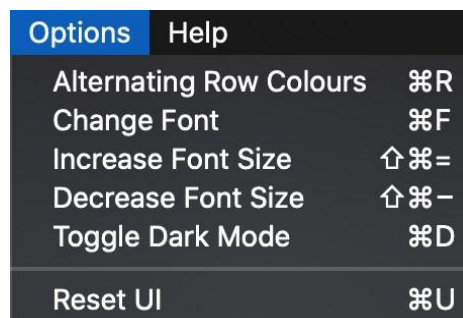 Options Help
Alternating Row Colours ⌘R
Change Font ⌘F
Increase Font Size ⇧⌘=
Decrease Font Size ⇧⌘−
Toggle Dark Mode ⌘D
Reset UI ⌘U